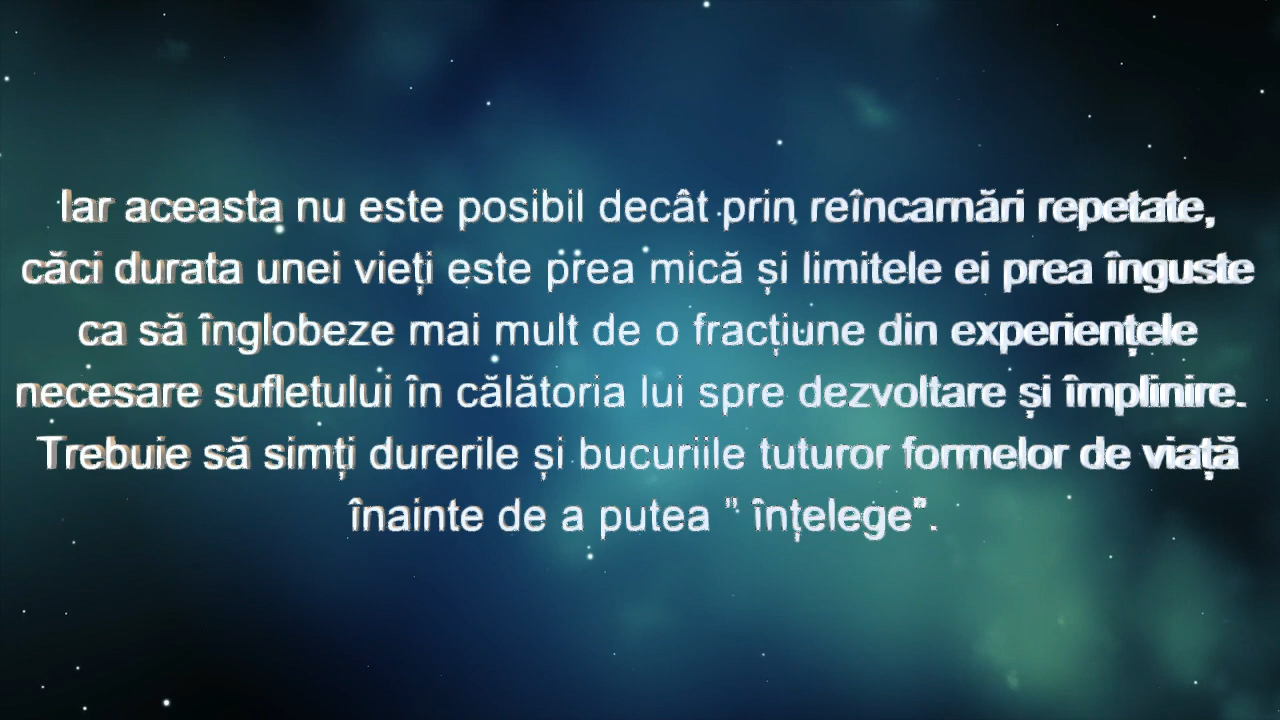 Iar aceasta nu este posibil decât prin reîncarnări repetate,
căci durata unei vieți este prea mică și limitele ei prea înguste
ca să înglobeze mai mult de o fracțiune din experiențele
necesare sufletului în călătoria lui spre dezvoltare și împlinire.
Trebuie să simți durerile și bucuriile tuturor formelor de viață
înainte de a putea " înțelege".